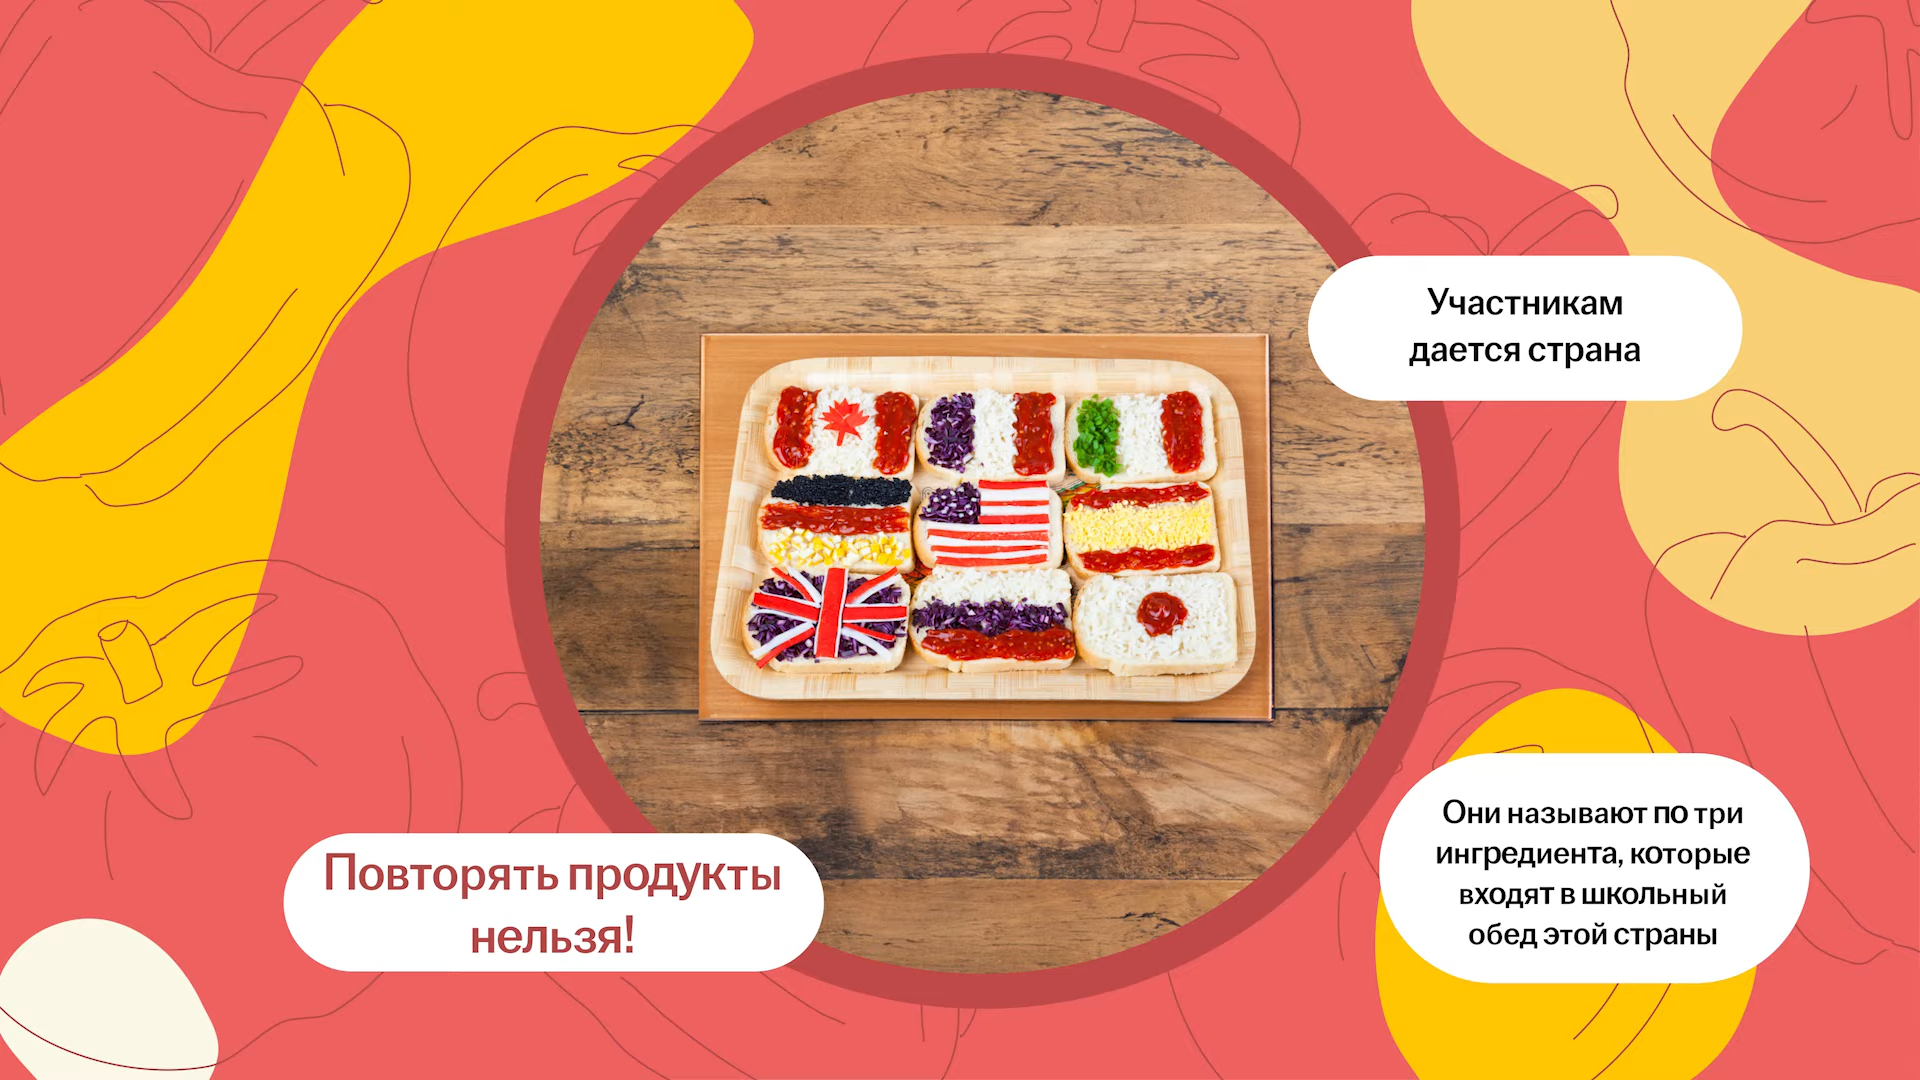 Участникам
дается страна
Они называют по три
ингредиента, которые
входят в школьный
обед этой страны
Повторять продукты
нельзя!